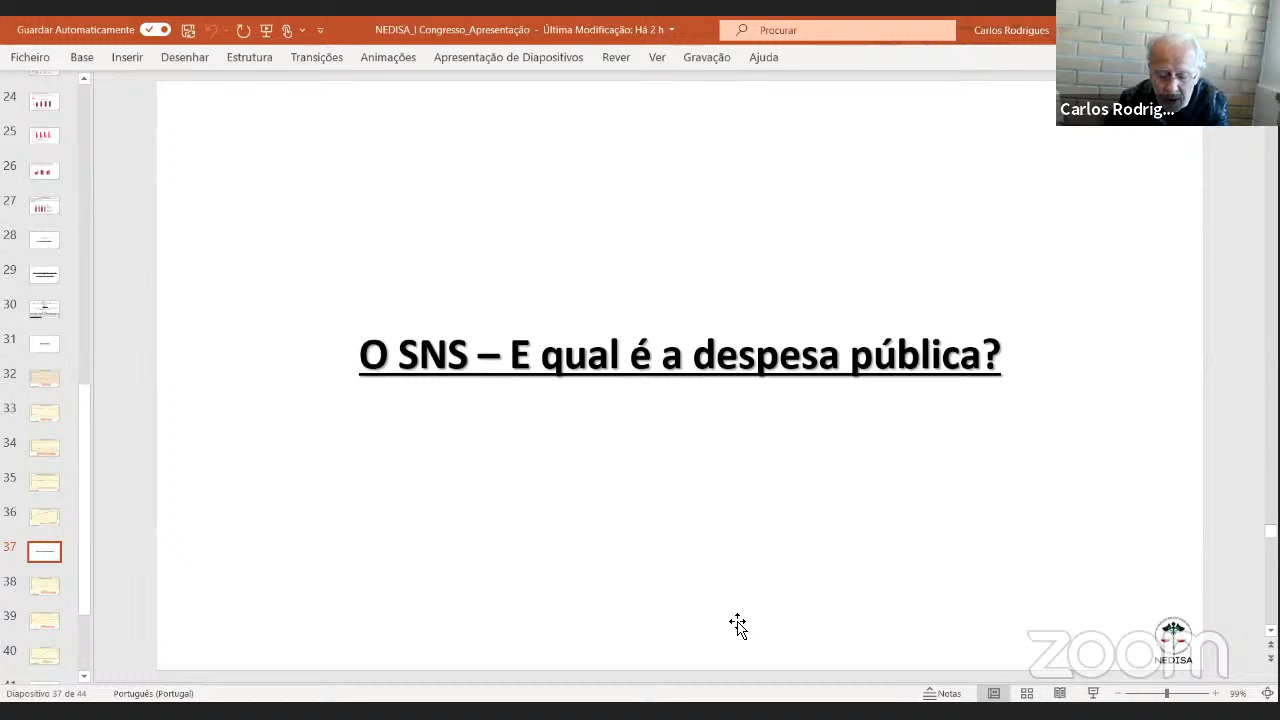 Guardar Automaticamente
NEDISA_I Congresso_Apresentação - Última Modificação: Há 2 h
Procurar
Carlos Rodrigues
Ficheiro Base Inserir Desenhar Estrutura Transições Animações Apresentação de Diapositivos Rever Ver Gravação Ajuda
Carlos Rodrig...
24
25
26
27
28
29
30
31
32
33
34
35
36
37
38
39
40
O SNS – E qual é a despesa pública?
zoom
NEDISA
Diapositivo 37 de 44
Português (Portugal)
Notas
99%